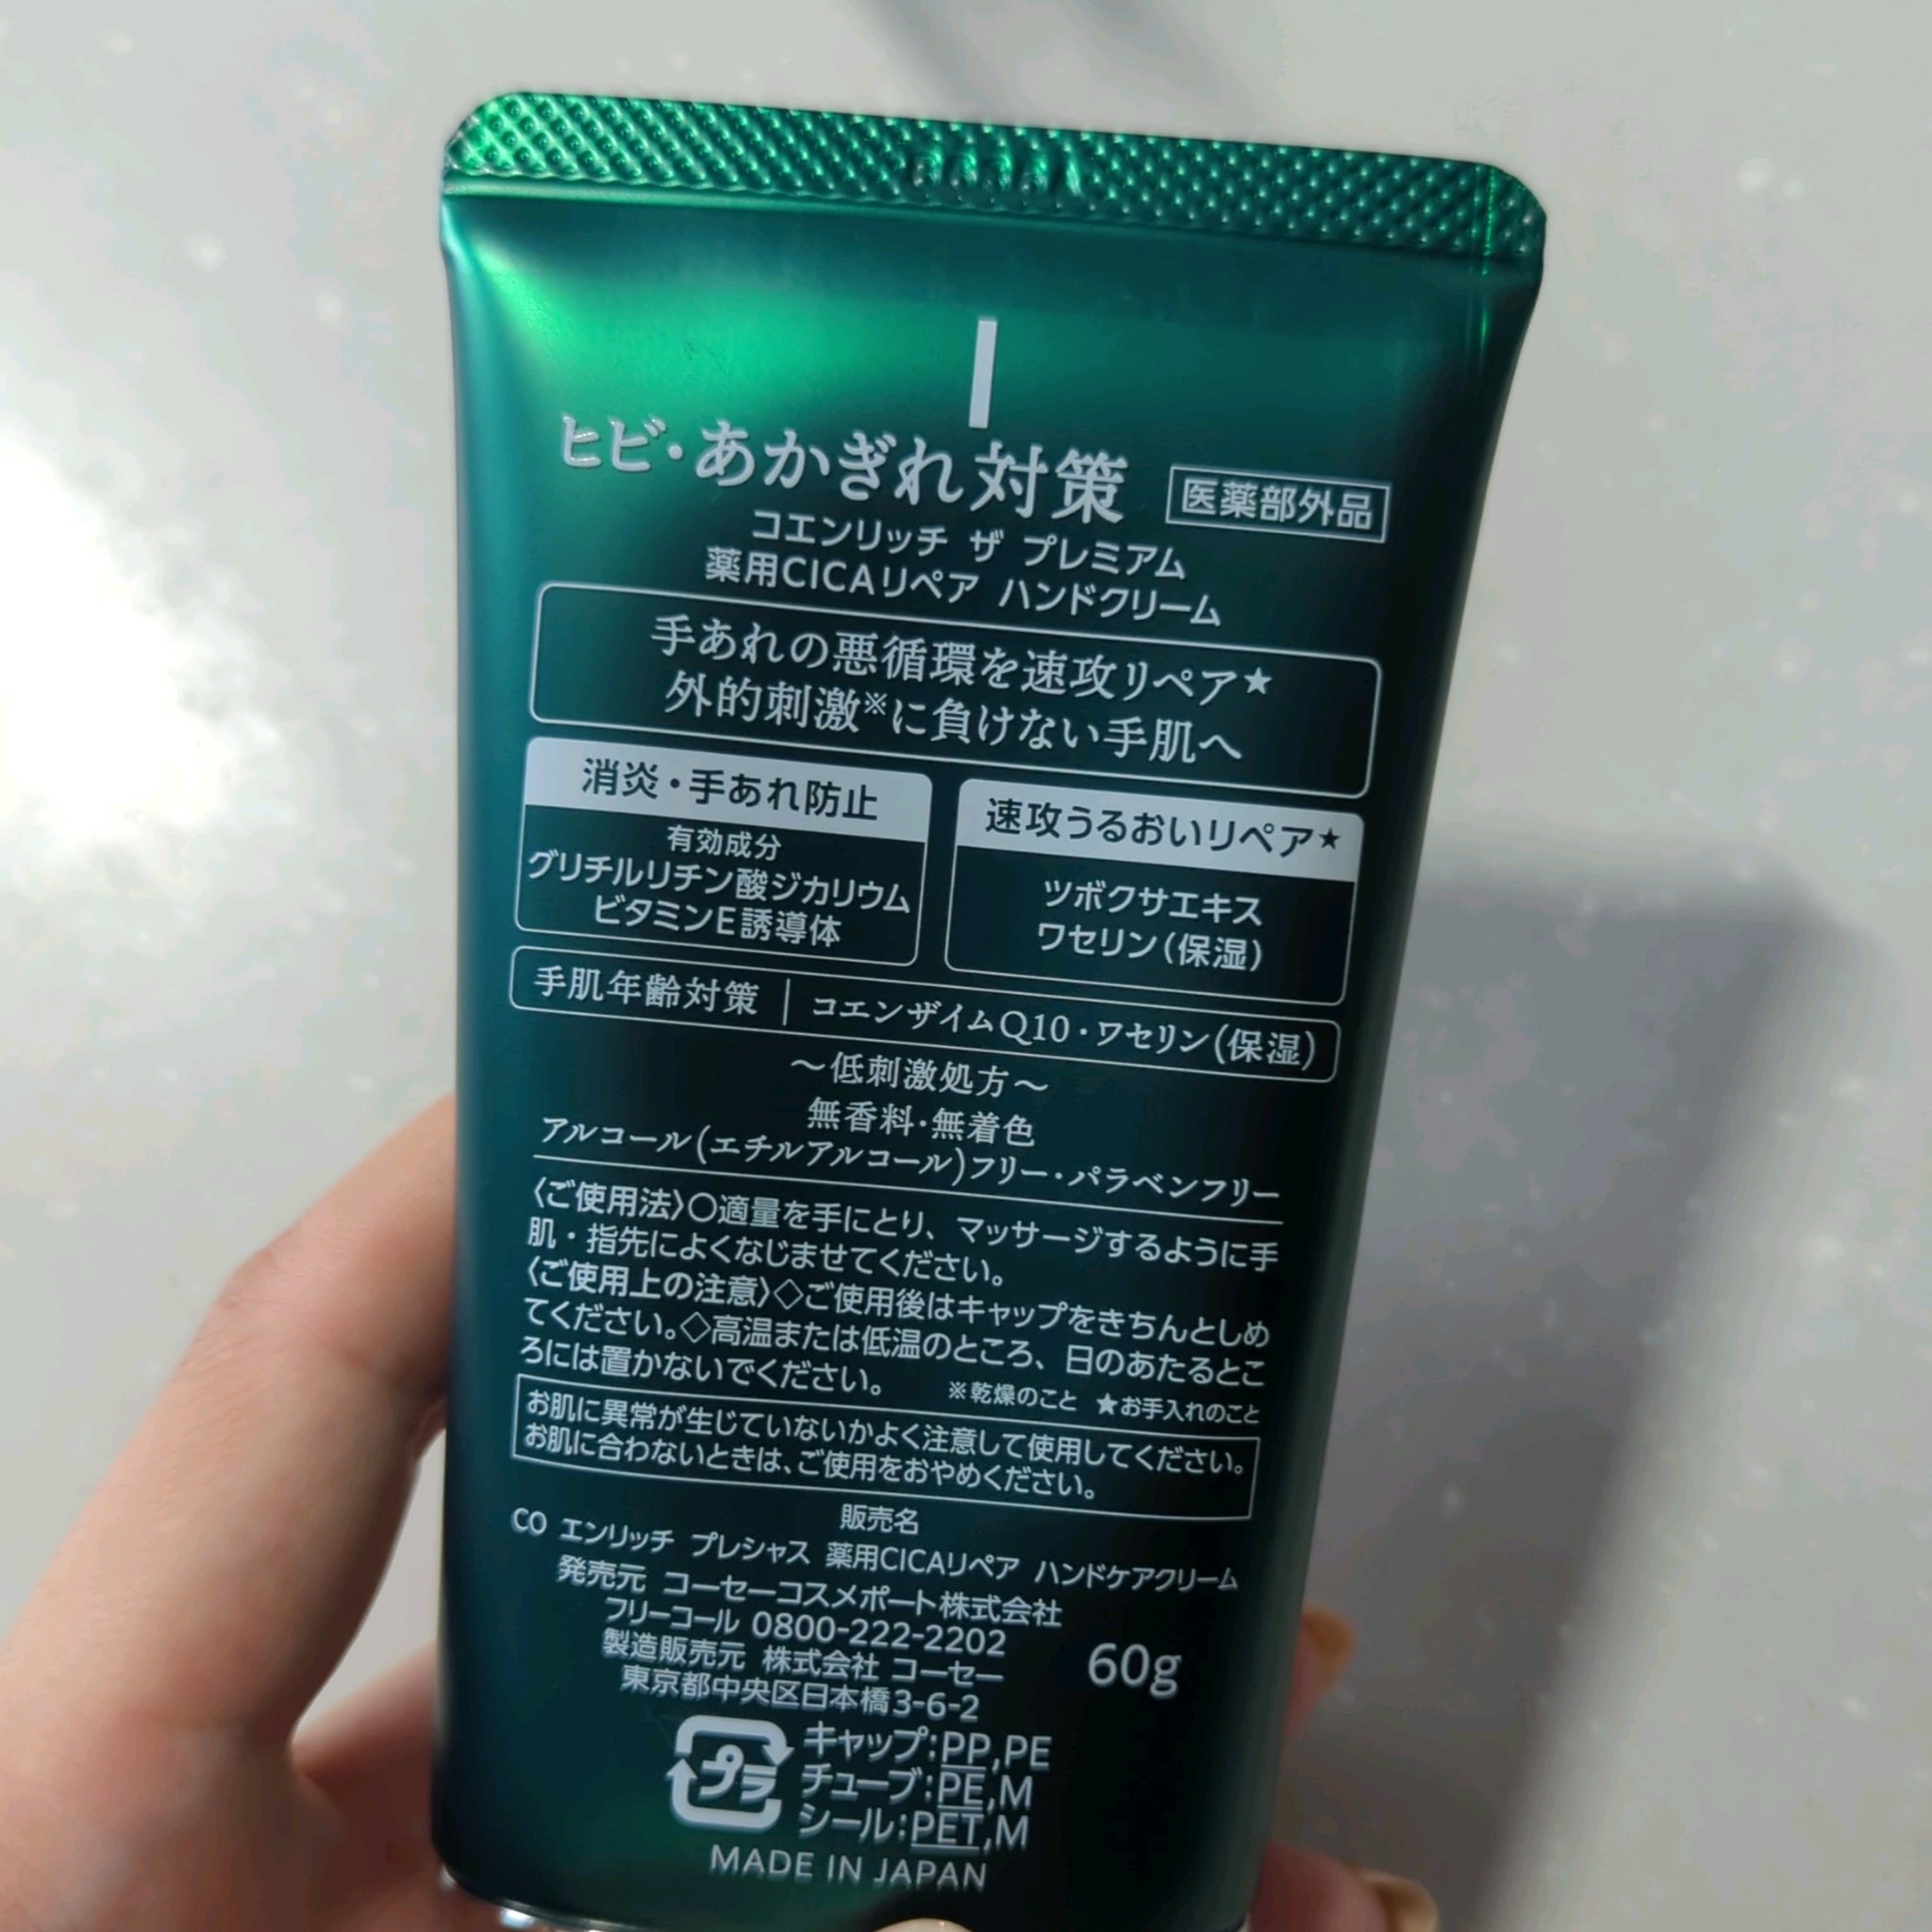 ヒビ・あかぎれ対策 医薬部外品
コエンリッチ ザ プレミアム
薬用CICAリペア ハンドクリーム
手あれの悪循環を速攻リペア★
外的刺激※に負けない手肌へ
消炎・手あれ防止
有効成分
グリチルリチン酸ジカリウム
ビタミンE誘導体
速攻うるおいリペア★
ツボクサエキス
ワセリン(保湿)
手肌年齢対策 コエンザイムQ10・ワセリン(保湿)
～低刺激処方～
無香料・無着色
アルコール(エチルアルコール)フリー・パラベンフリー
〈ご使用法〉○適量を手にとり、マッサージするように手
肌・指先によくなじませてください。
〈ご使用上の注意〉◇ご使用後はキャップをきちんとしめ
てください。◇高温または低温のところ、日のあたるとこ
ろには置かないでください。 ※乾燥のこと ★お手入れのこと
お肌に異常が生じていないかよく注意して使用してください。
お肌に合わないときは、ご使用をおやめください。
販売名
CO エンリッチ プレシャス 薬用CICAリペア ハンドケアクリーム
発売元 コーセーコスメポート株式会社
フリーコール 0800-222-2202
製造販売元 株式会社 コーセー
東京都中央区日本橋3-6-2
60g
プラ
キャップ:PP,PE
チューブ:PE,M
シール:PET,M
MADE IN JAPAN